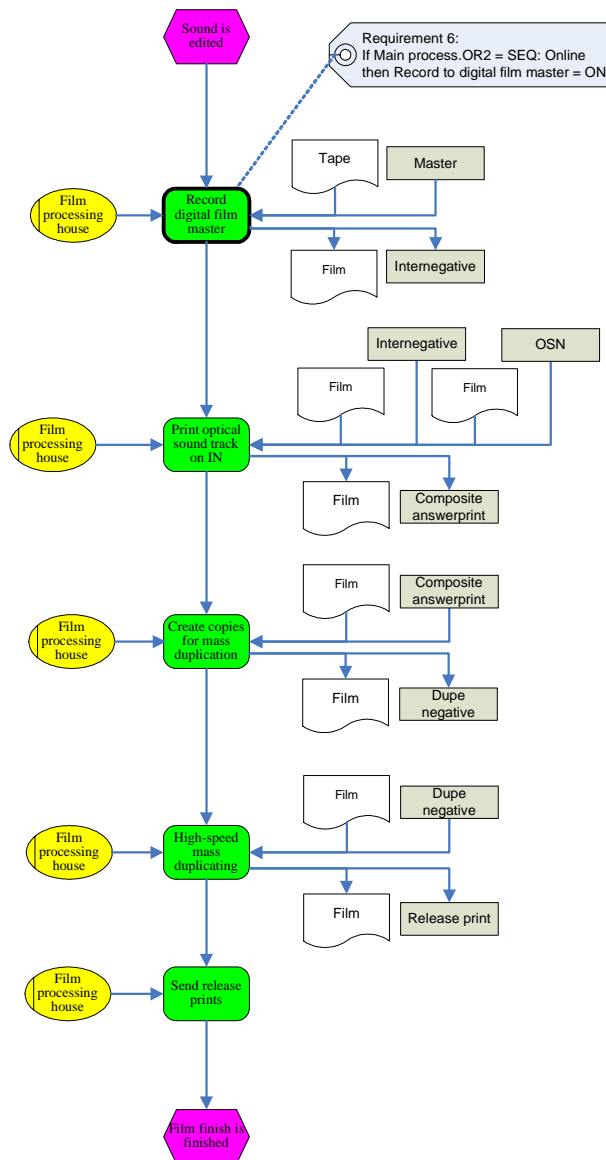 Sound is
edited
Requirement 6:
If Main process.OR2 = SEQ: Online
then Record to digital film master = ON
Tape
Master
Film
processing
house
Record
digital film
master
Film
Internegative
Internegative
OSN
Film
Film
Film
processing
house
Print optical
sound track
on IN
Film
Composite
answerprint
Film
Composite
answerprint
Film
processing
house
Create copies
for mass
duplication
Film
Dupe
negative
Film
Dupe
negative
Film
processing
house
High-speed
mass
duplicating
Film
Release print
Film
processing
house
Send release
prints
Film finish is
finished